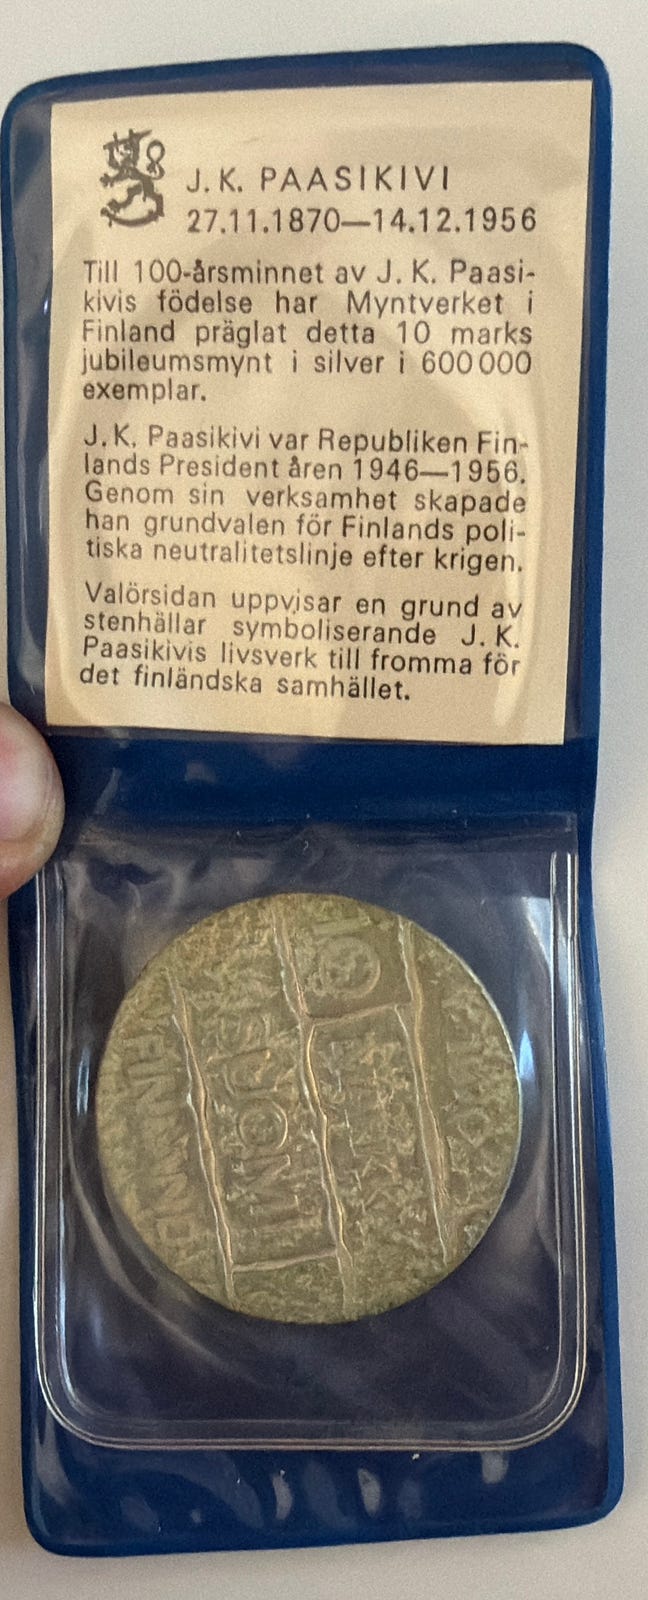 J. K. PAASIKIVI
27.11.1870—14.12.1956
Till 100-årsminnet av J. K. Paasi-
kivis födelse har Myntverket i
Finland präglat detta 10 marks
jubileumsmynt i silver i 600 000
exemplar.
J. K. Paasikivi var Republiken Fin-
lands President åren 1946—1956.
Genom sin verksamhet skapade
han grundvalen för Finlands poli-
tiska neutralitetslinje efter krigen.
Valörsidan uppvisar en grund av
stenhällar symboliserande J. K.
Paasikivis livsverk till fromma för
det finländska samhället.
10
SUOMI